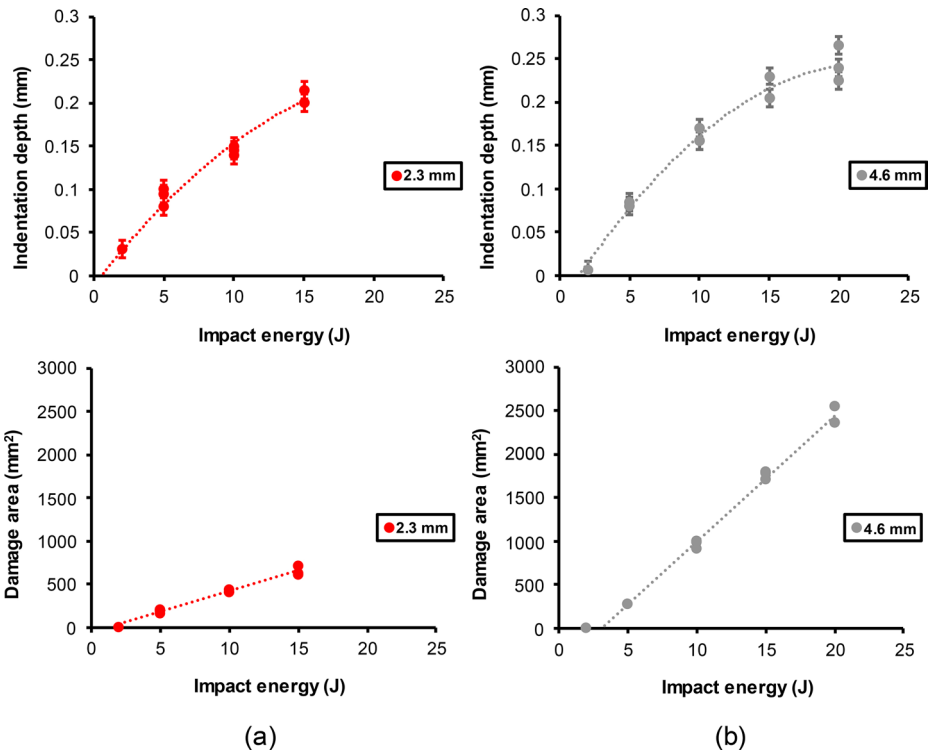 0.3
0.25
0.2
0.15
0.1
0.05
0
Indentation depth (mm)
0 5 10 15 20 25
Impact energy (J)
2.3 mm
0.3
0.25
0.2
0.15
0.1
0.05
0
Indentation depth (mm)
0 5 10 15 20 25
Impact energy (J)
4.6 mm
3000
2500
2000
1500
1000
500
0
Damage area (mm²)
0 5 10 15 20 25
Impact energy (J)
2.3 mm
3000
2500
2000
1500
1000
500
0
Damage area (mm²)
0 5 10 15 20 25
Impact energy (J)
4.6 mm
(a)
(b)